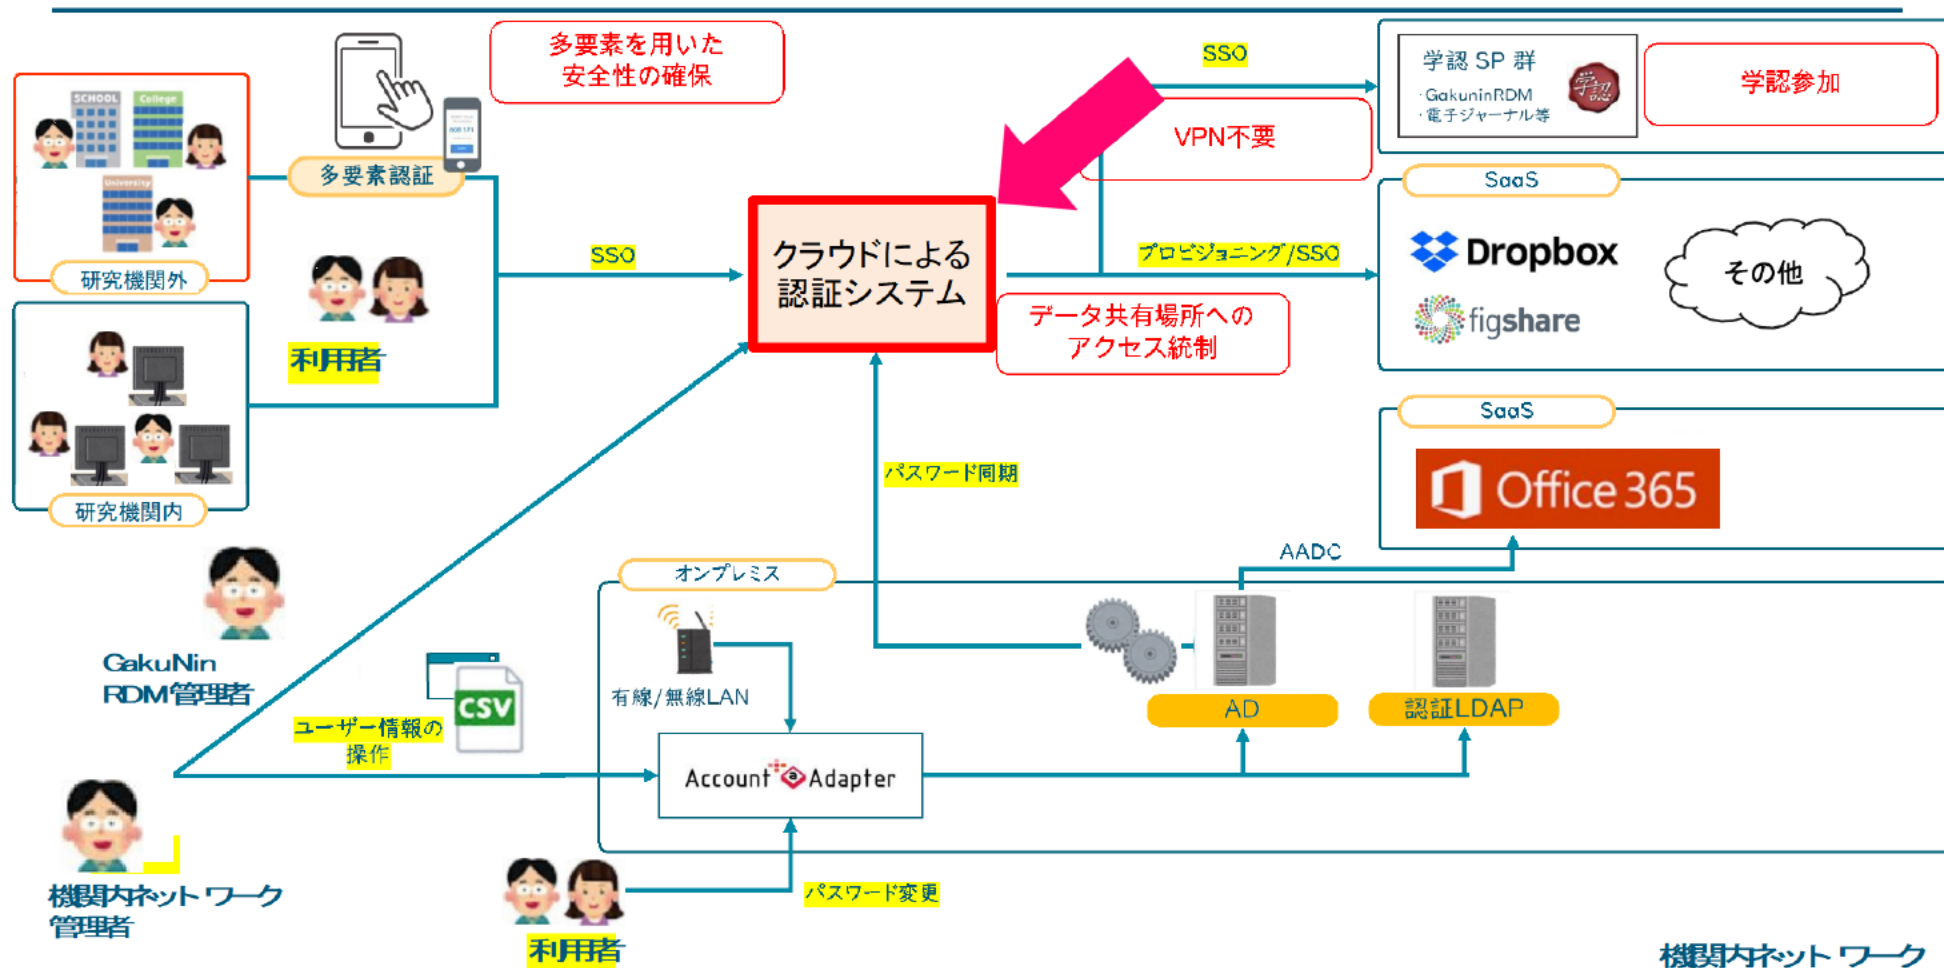 多要素を用いた
安全性の確保
SSO
学認 SP 群
・GakuninRDM
・電子ジャーナル等
学認
学認参加
SCHOOL
College
University
多要素認証
VPN不要
研究機関外
SSO
利用者
クラウドによる
認証システム
プロビジョニング/SSO
データ共有場所への
アクセス統制
SaaS
Dropbox
figshare
その他
研究機関内
パスワード同期
SaaS
Office 365
AADC
オンプレミス
GakuNin
RDM管理者
有線/無線LAN
AD
認証LDAP
ユーザー情報の
操作
CSV
Account@Adapter
機関内ネットワーク
管理者
利用者
パスワード変更
機関内ネットワーク